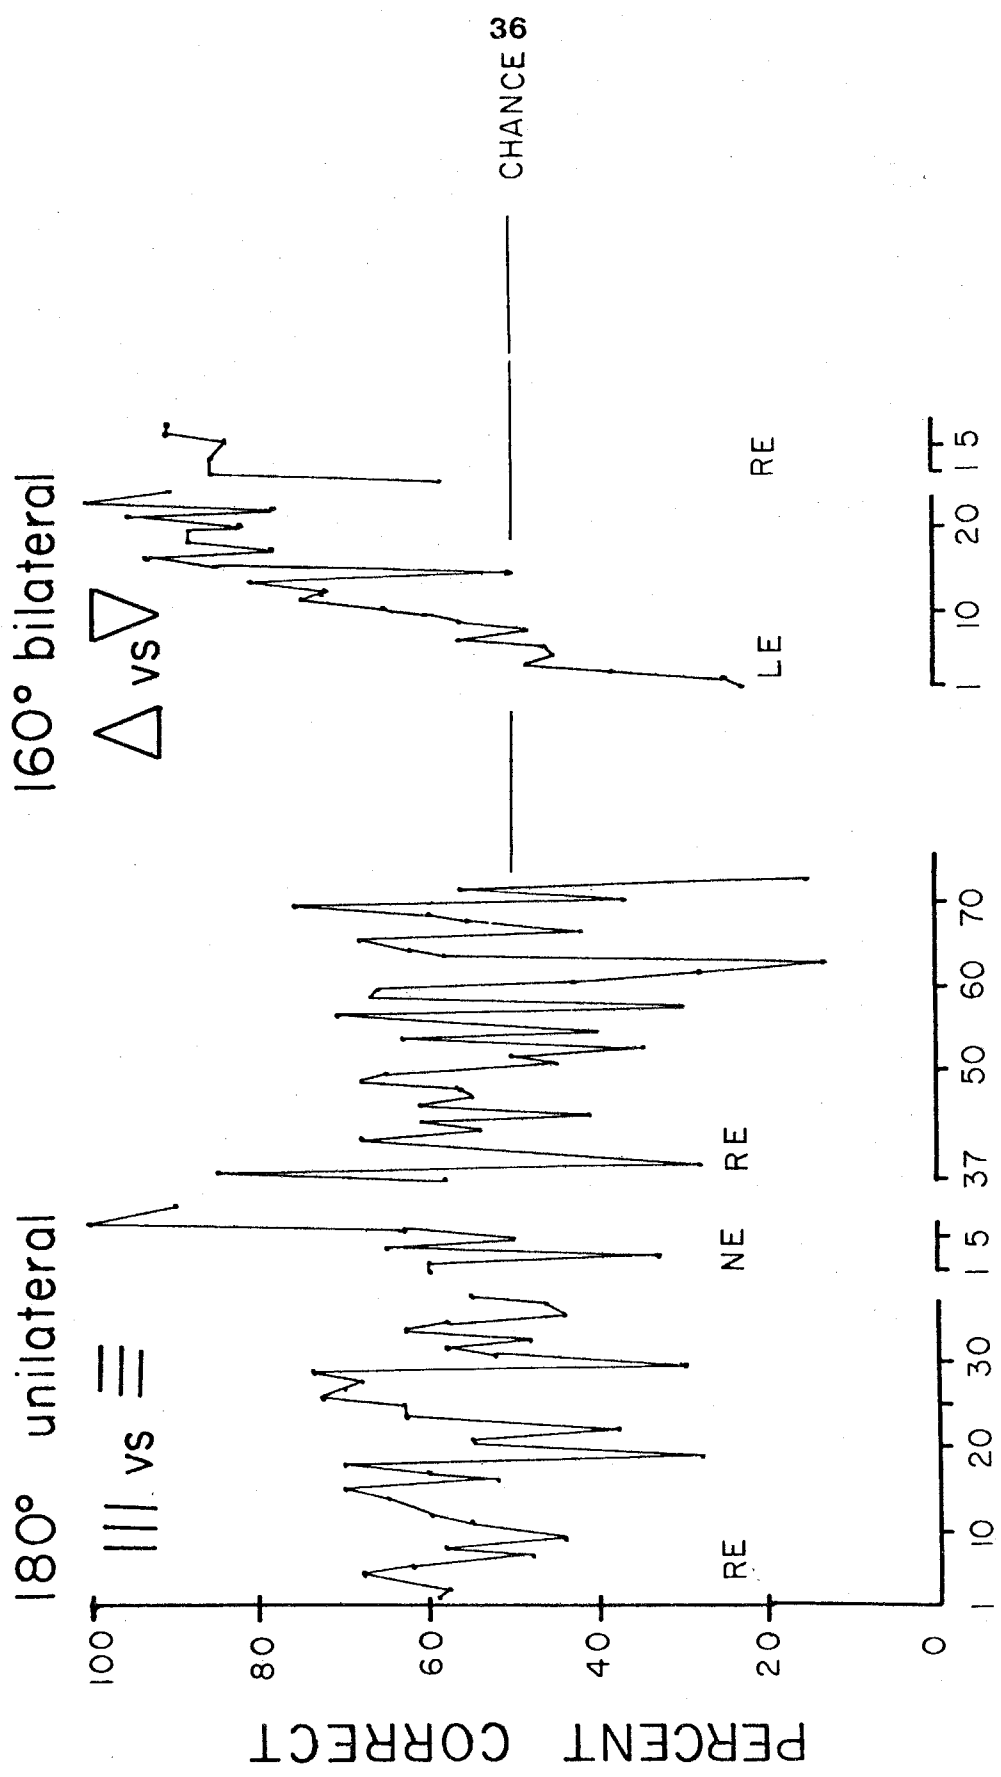 36
180° unilateral
160° bilateral
vs
vs
PERCENT CORRECT
100
80
60
40
20
0
CHANCE
RE
NE
RE
LE
RE
1 10 20 30
1 5
37 50 60 70
1 10 20
1 5